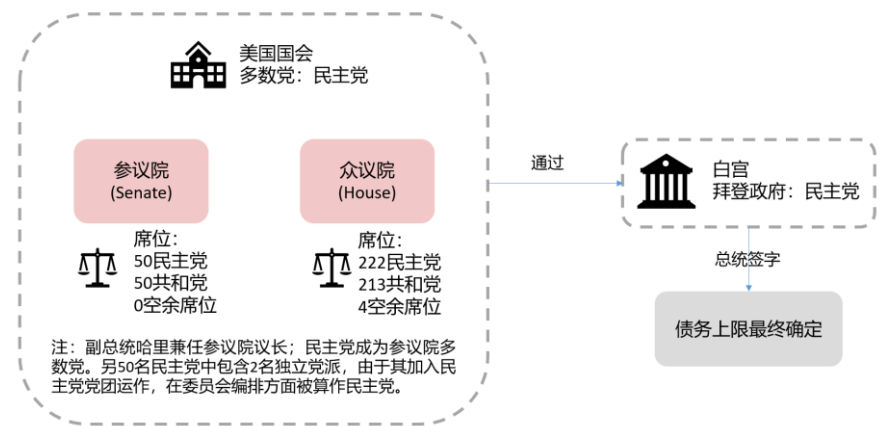 美国国会
多数党：民主党
参议院
(Senate)
众议院
(House)
席位：
50民主党
50共和党
0空余席位
席位：
222民主党
213共和党
4空余席位
注：副总统哈里兼任参议院议长；民主党成为参议院多
数党。另50名民主党中包含2名独立党派，由于其加入民
主党党团运作，在委员会编排方面被算作民主党。
通过
白宫
拜登政府：民主党
总统签字
债务上限最终确定